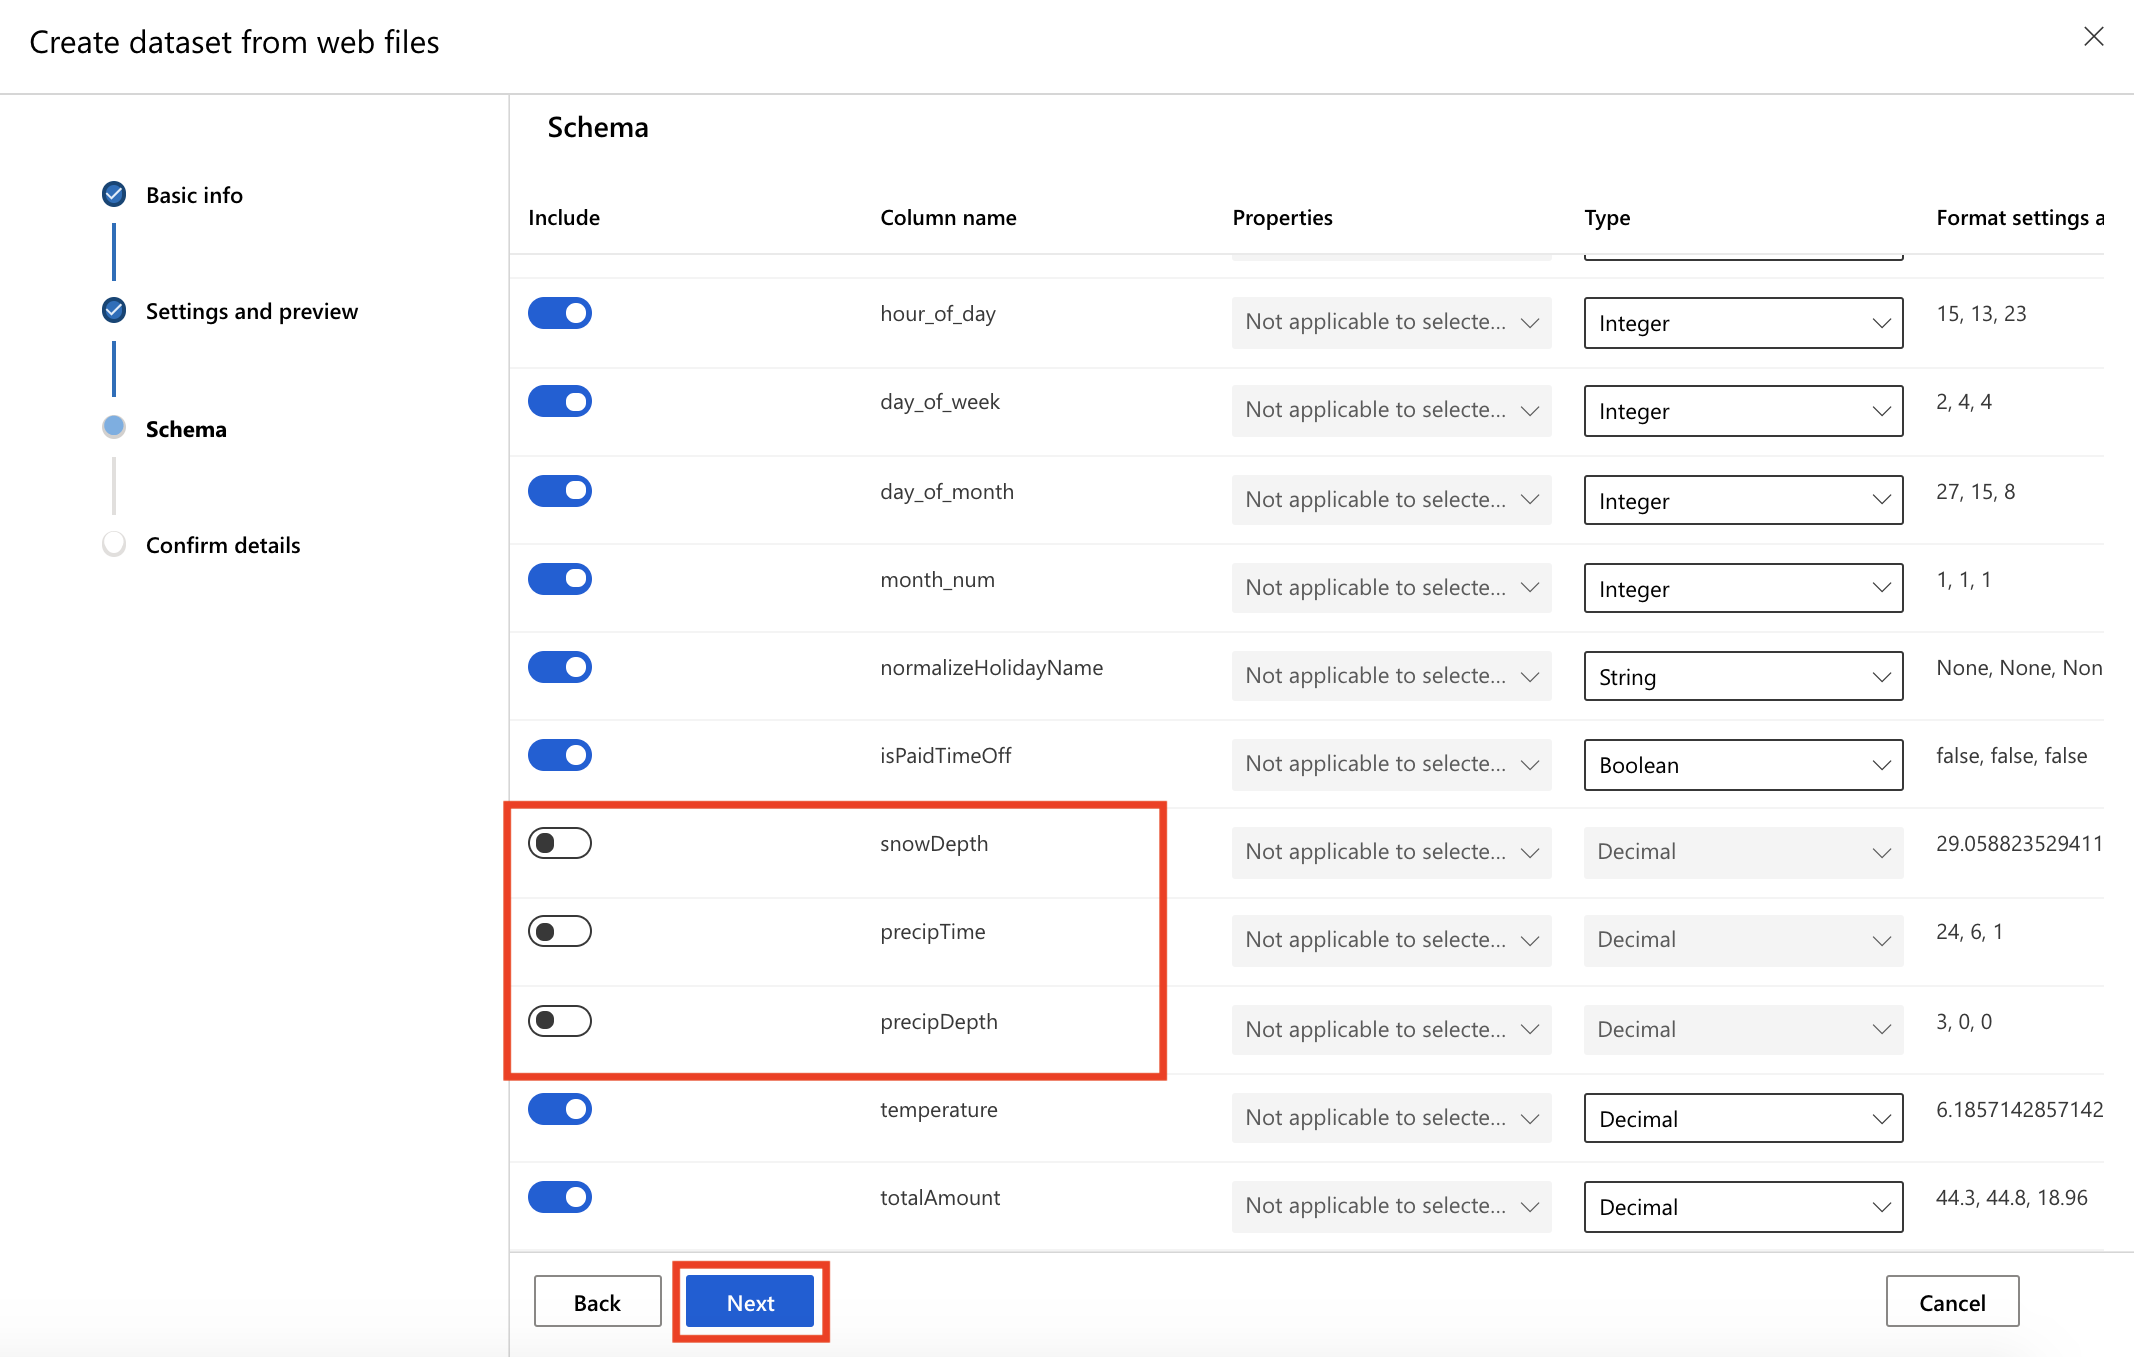 Create dataset from web files
Basic info
Settings and preview
Schema
Confirm details
Schema
Include Column name Properties Type Format settings a
hour_of_day Not applicable to selecte... Integer 15, 13, 23
day_of_week Not applicable to selecte... Integer 2, 4, 4
day_of_month Not applicable to selecte... Integer 27, 15, 8
month_num Not applicable to selecte... Integer 1, 1, 1
normalizeHolidayName Not applicable to selecte... String None, None, Non
isPaidTimeOff Not applicable to selecte... Boolean false, false, false
snowDepth Not applicable to selecte... Decimal 29.058823529411
precipTime Not applicable to selecte... Decimal 24, 6, 1
precipDepth Not applicable to selecte... Decimal 3, 0, 0
temperature Not applicable to selecte... Decimal 6.1857142857142
totalAmount Not applicable to selecte... Decimal 44.3, 44.8, 18.96
Back Next Cancel